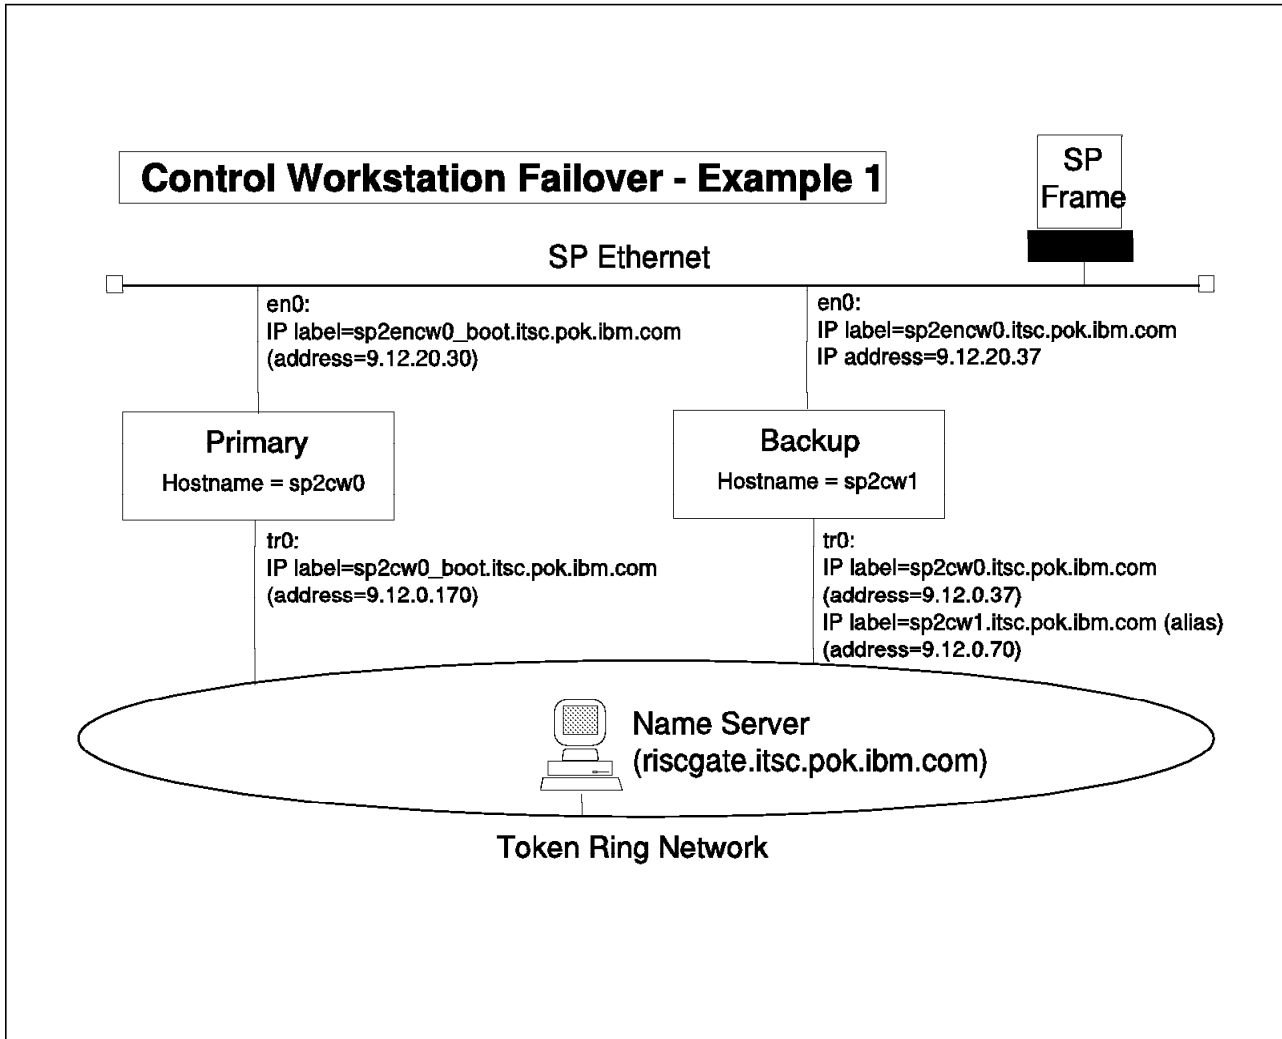 Control Workstation Failover - Example 1
SP
Frame
SP Ethernet
en0:
IP label=sp2encw0_boot.itsc.pok.ibm.com
(address=9.12.20.30)
en0:
IP label=sp2encw0.itsc.pok.ibm.com
IP address=9.12.20.37
Primary
Hostname = sp2cw0
Backup
Hostname = sp2cw1
tr0:
IP label=sp2cw0_boot.itsc.pok.ibm.com
(address=9.12.0.170)
tr0:
IP label=sp2cw0.itsc.pok.ibm.com
(address=9.12.0.37)
IP label=sp2cw1.itsc.pok.ibm.com (alias)
(address=9.12.0.70)
Name Server
(riscgate.itsc.pok.ibm.com)
Token Ring Network